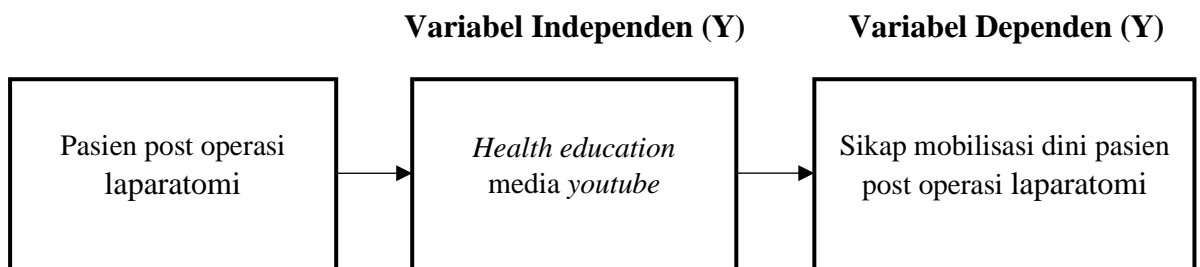 Variabel Independen (Y)
Variabel Dependen (Y)
Pasien post operasi
laparatomi
Health education
media youtube
Sikap mobilisasi dini pasien
post operasi laparatomi